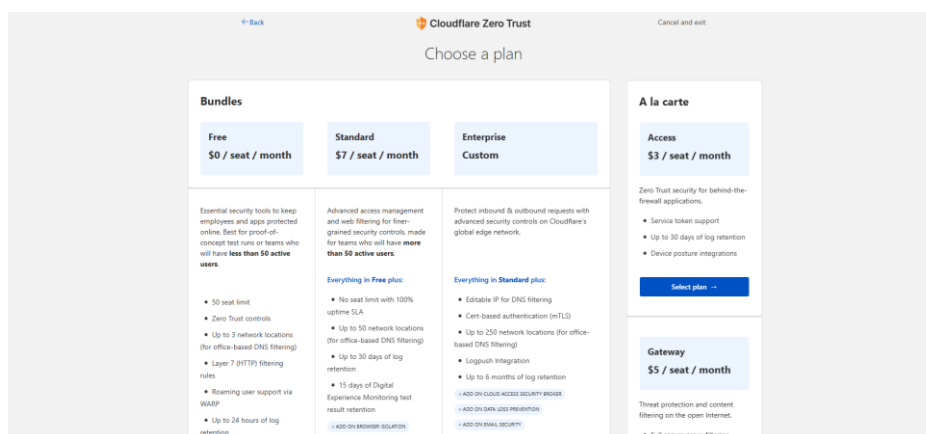 ←Back
Cloudflare Zero Trust
Cancel and exit
Choose a plan
Bundles
Free
$0 / seat / month
Essential security tools to keep
employees and apps protected
online. Best for proof-of-
concept test runs or teams who
will have less than 50 active
users.
• 50 seat limit
• Zero Trust controls
• Up to 3 network locations
(for office-based DNS filtering)
• Layer 7 (HTTP) filtering
rules
• Roaming user support via
WARP
• Up to 24 hours of log
retention
Standard
$7 / seat / month
Advanced access management
and web filtering for finer-
grained security controls, made
for teams who will have more
than 50 active users.
Everything in Free plus:
• No seat limit with 100%
uptime SLA
• Up to 50 network locations
(for office-based DNS filtering)
• Up to 30 days of log
retention
• 15 days of Digital
Experience Monitoring test
result retention
+ ADD ON BROWSER ISOLATION
Enterprise
Custom
Protect inbound & outbound requests with
advanced security controls on Cloudflare's
global edge network.
Everything in Standard plus:
• Editable IP for DNS filtering
• Cert-based authentication (mTLS)
• Up to 250 network locations (for office-
based DNS filtering)
• Logpush Integration
• Up to 6 months of log retention
+ ADD ON CLOUD ACCESS SECURITY BROKER
+ ADD ON DATA LOSS PREVENTION
+ ADD ON EMAIL SECURITY
A la carte
Access
$3 / seat / month
Zero Trust security for behind-the-
firewall applications.
• Service token support
• Up to 30 days of log retention
• Device posture integrations
Select plan →
Gateway
$5 / seat / month
Threat protection and content
filtering on the open Internet.